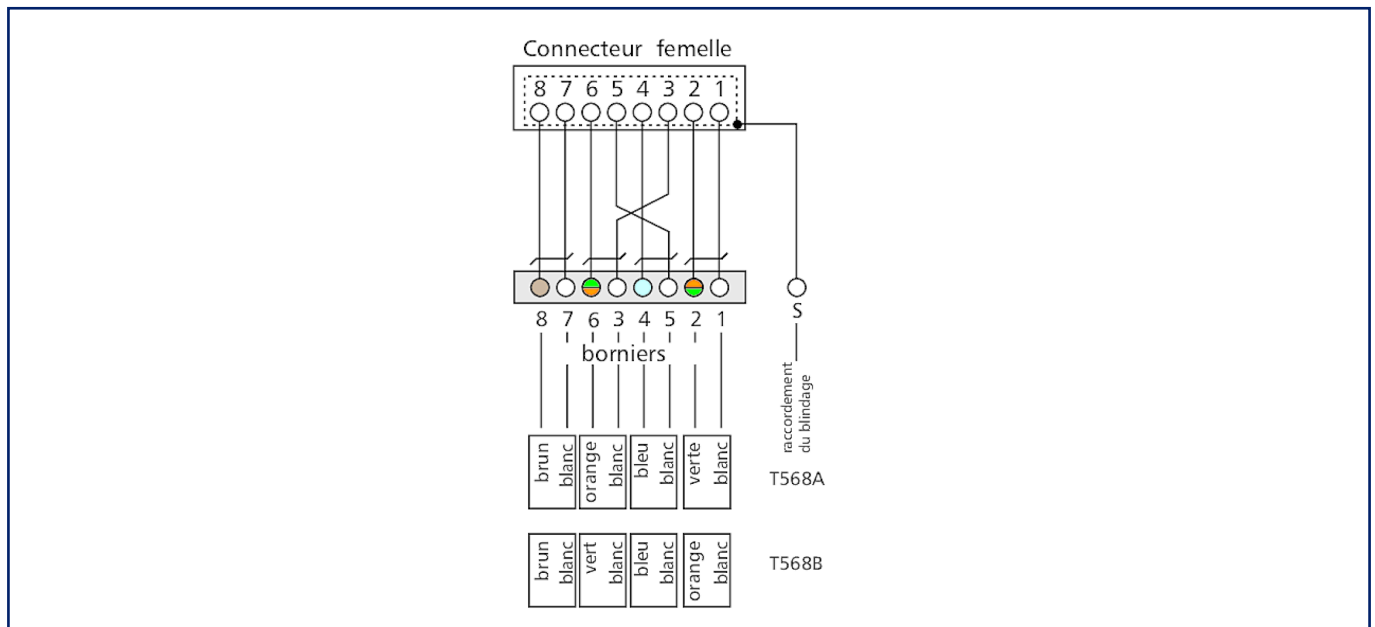 Connecteur femelle
8 7 6 5 4 3 2 1
8 7 6 3 4 5 2 1
S
borniers
raccordement
du blindage
brun blanc orange blanc bleu blanc verte blanc T568A
brun blanc vert blanc bleu blanc orange blanc T568B